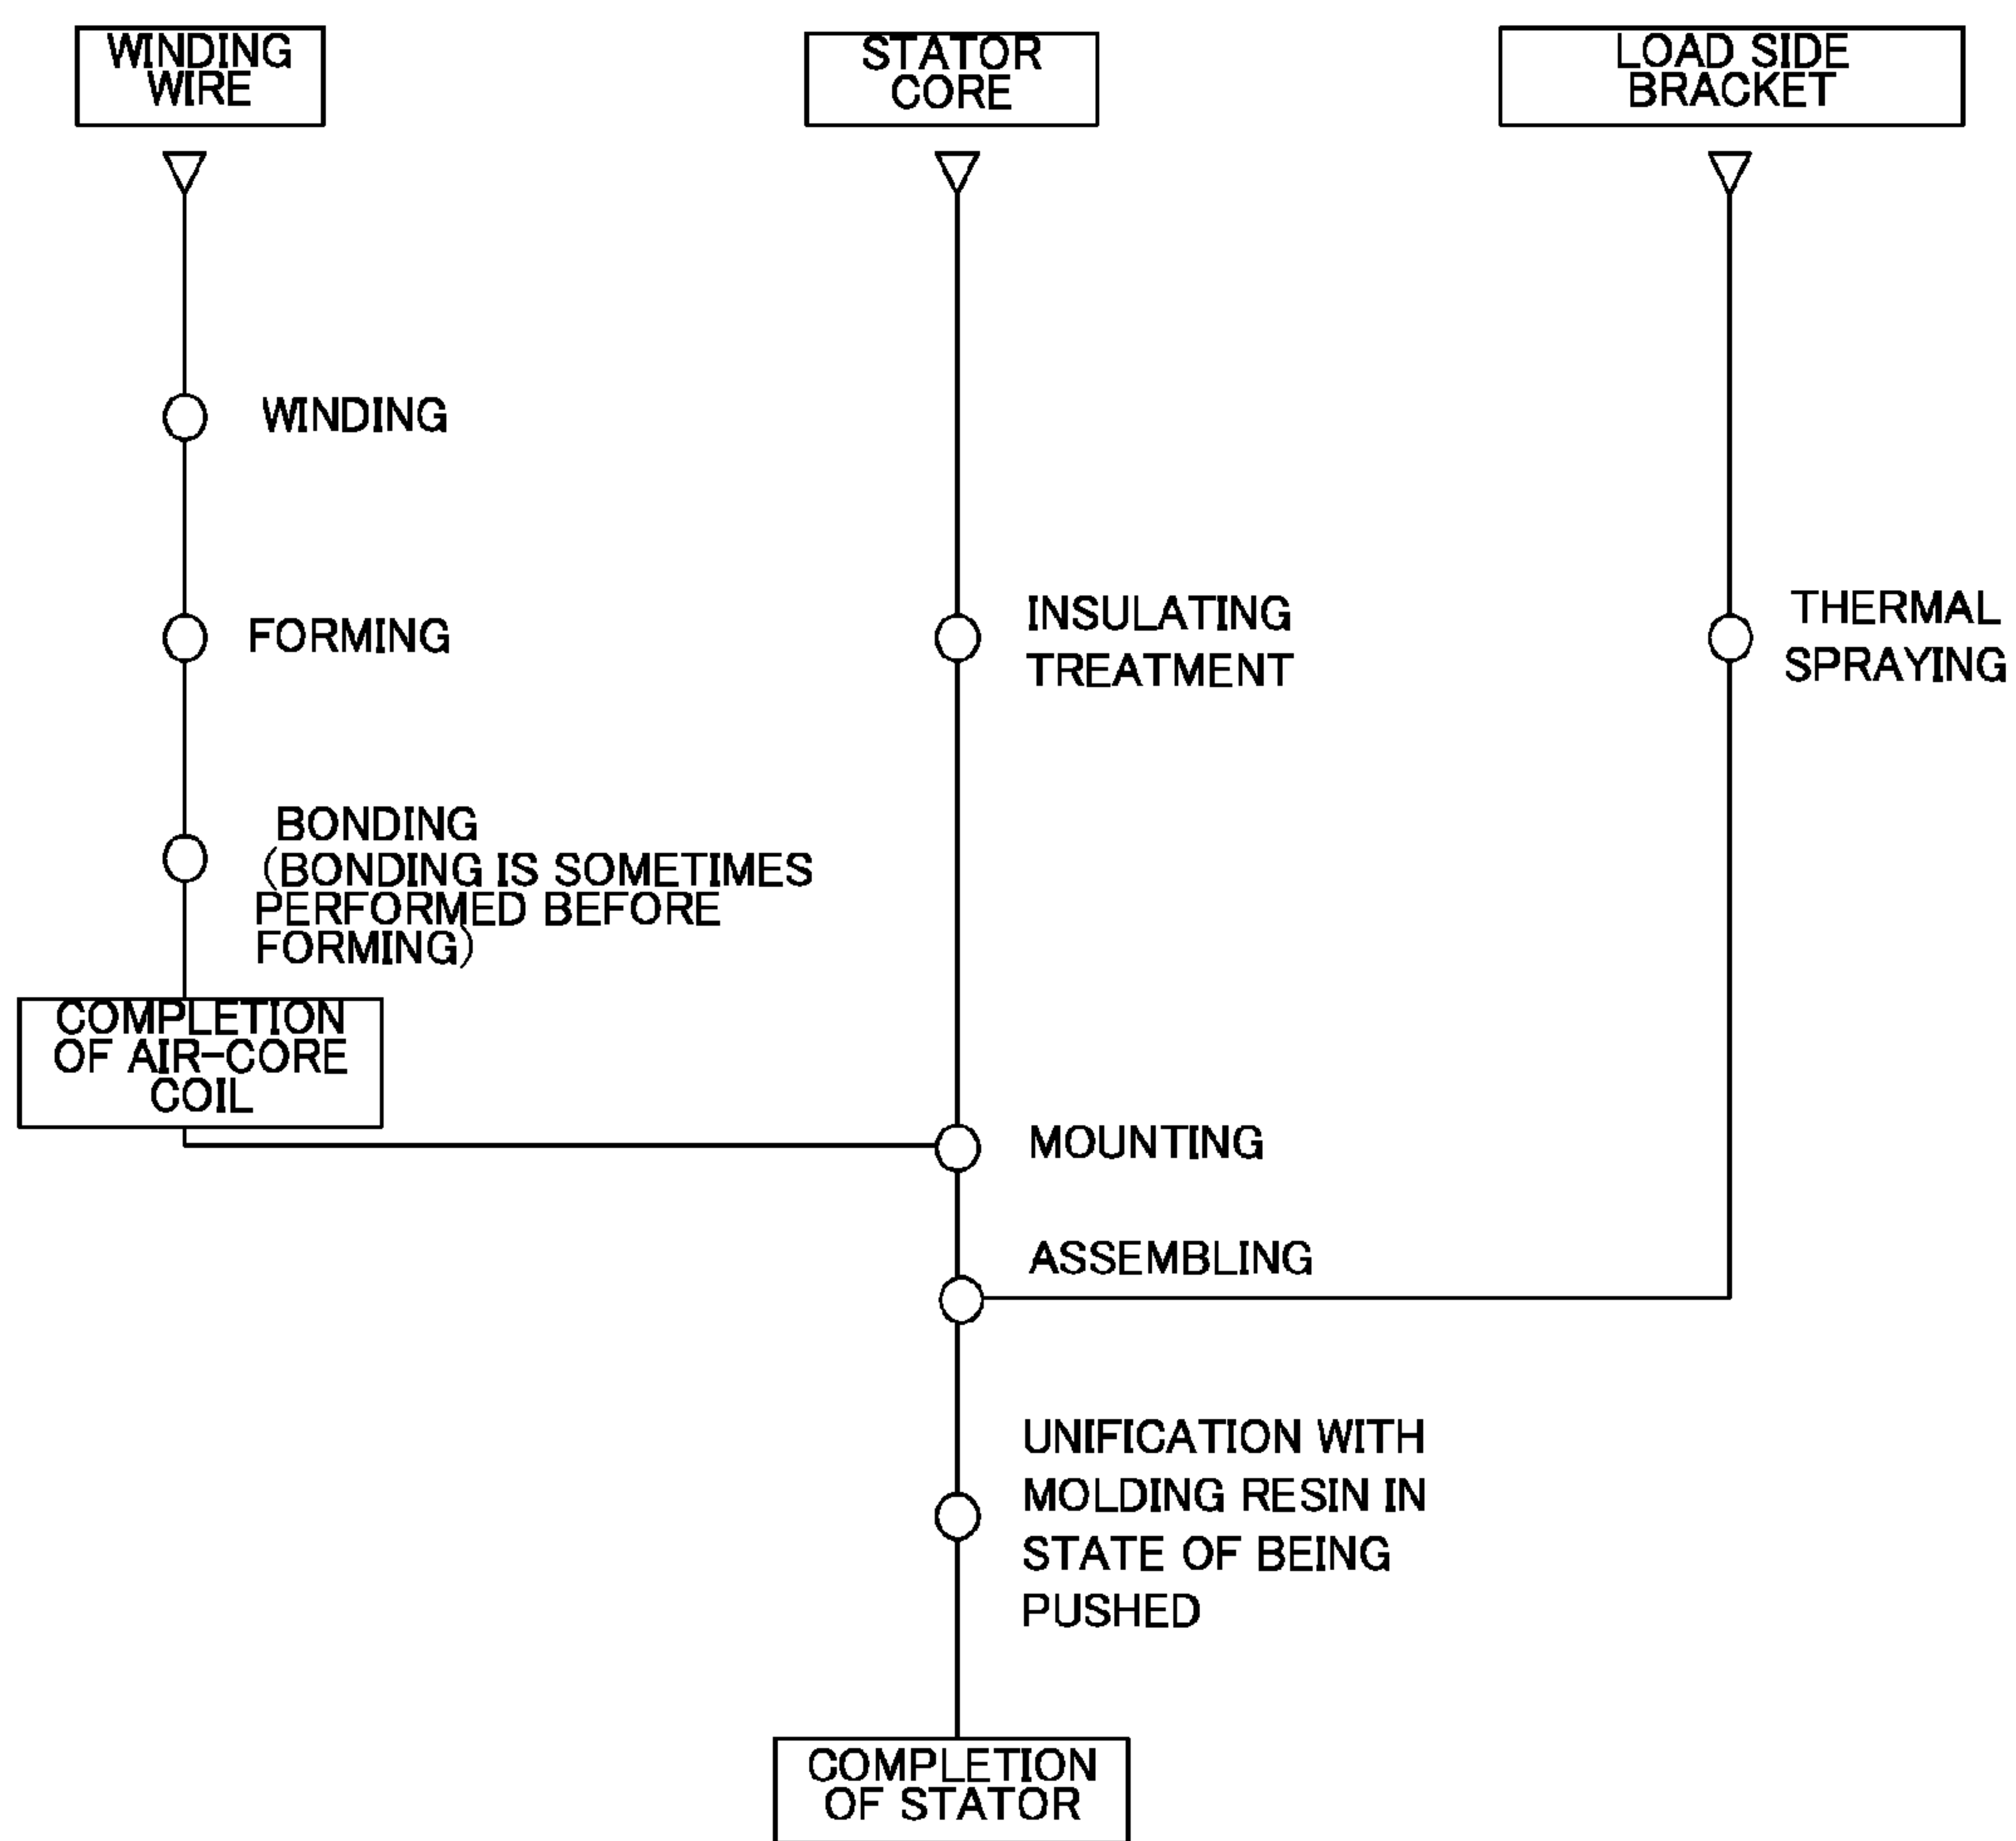 WINDING
WIRE
STATOR
CORE
LOAD SIDE
BRACKET
WINDING
FORMING
INSULATING
TREATMENT
THERMAL
SPRAYING
BONDING
(BONDING IS SOMETIMES
PERFORMED BEFORE
FORMING)
COMPLETION
OF AIR-CORE
COIL
MOUNTING
ASSEMBLING
UNIFICATION WITH
MOLDING RESIN IN
STATE OF BEING
PUSHED
COMPLETION
OF STATOR